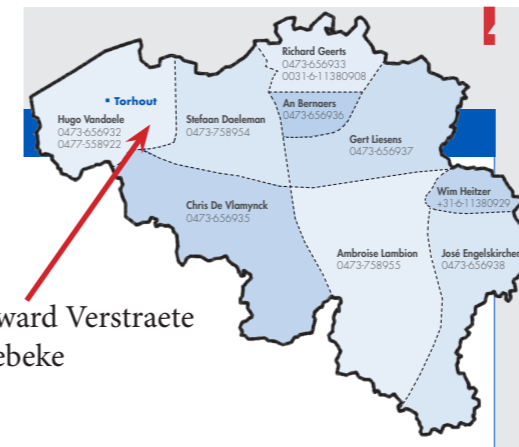 Richard Geerts
0473-656933
0031-6-11380908
Torhout
An Bernaers
0473-656936
Hugo Vandaele
0473-656932
0477-558922
Stefaan Daeleman
0473-758954
Gert Liesens
0473-656937
Wim Heitzer
+31-6-11380929
Chris De Vlamynck
0473-656935
Ambroise Lambion
0473-758955
José Engelskirchen
0473-656938
ward Verstraete
ebeke